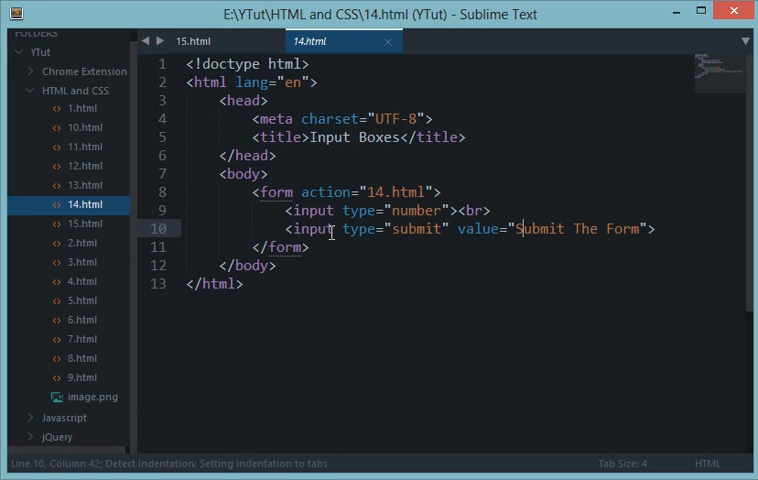 E:\YTut\HTML and CSS\14.html (YTut) - Sublime Text
FOLDERS
YTut
Chrome Extension
HTML and CSS
1.html
10.html
11.html
12.html
13.html
14.html
15.html
2.html
3.html
4.html
5.html
6.html
7.html
8.html
9.html
image.png
Javascript
jQuery
15.html
14.html
1 <!doctype html>
2 <html lang="en">
3 <head>
4 <meta charset="UTF-8">
5 <title>Input Boxes</title>
6 </head>
7 <body>
8 <form action="14.html">
9 <input type="number"><br>
10 <input type="submit" value="Submit The Form">
11 </form>
12 </body>
13 </html>
Line 10, Column 42; Detect Indentation: Setting indentation to tabs
Tab Size: 4
HTML